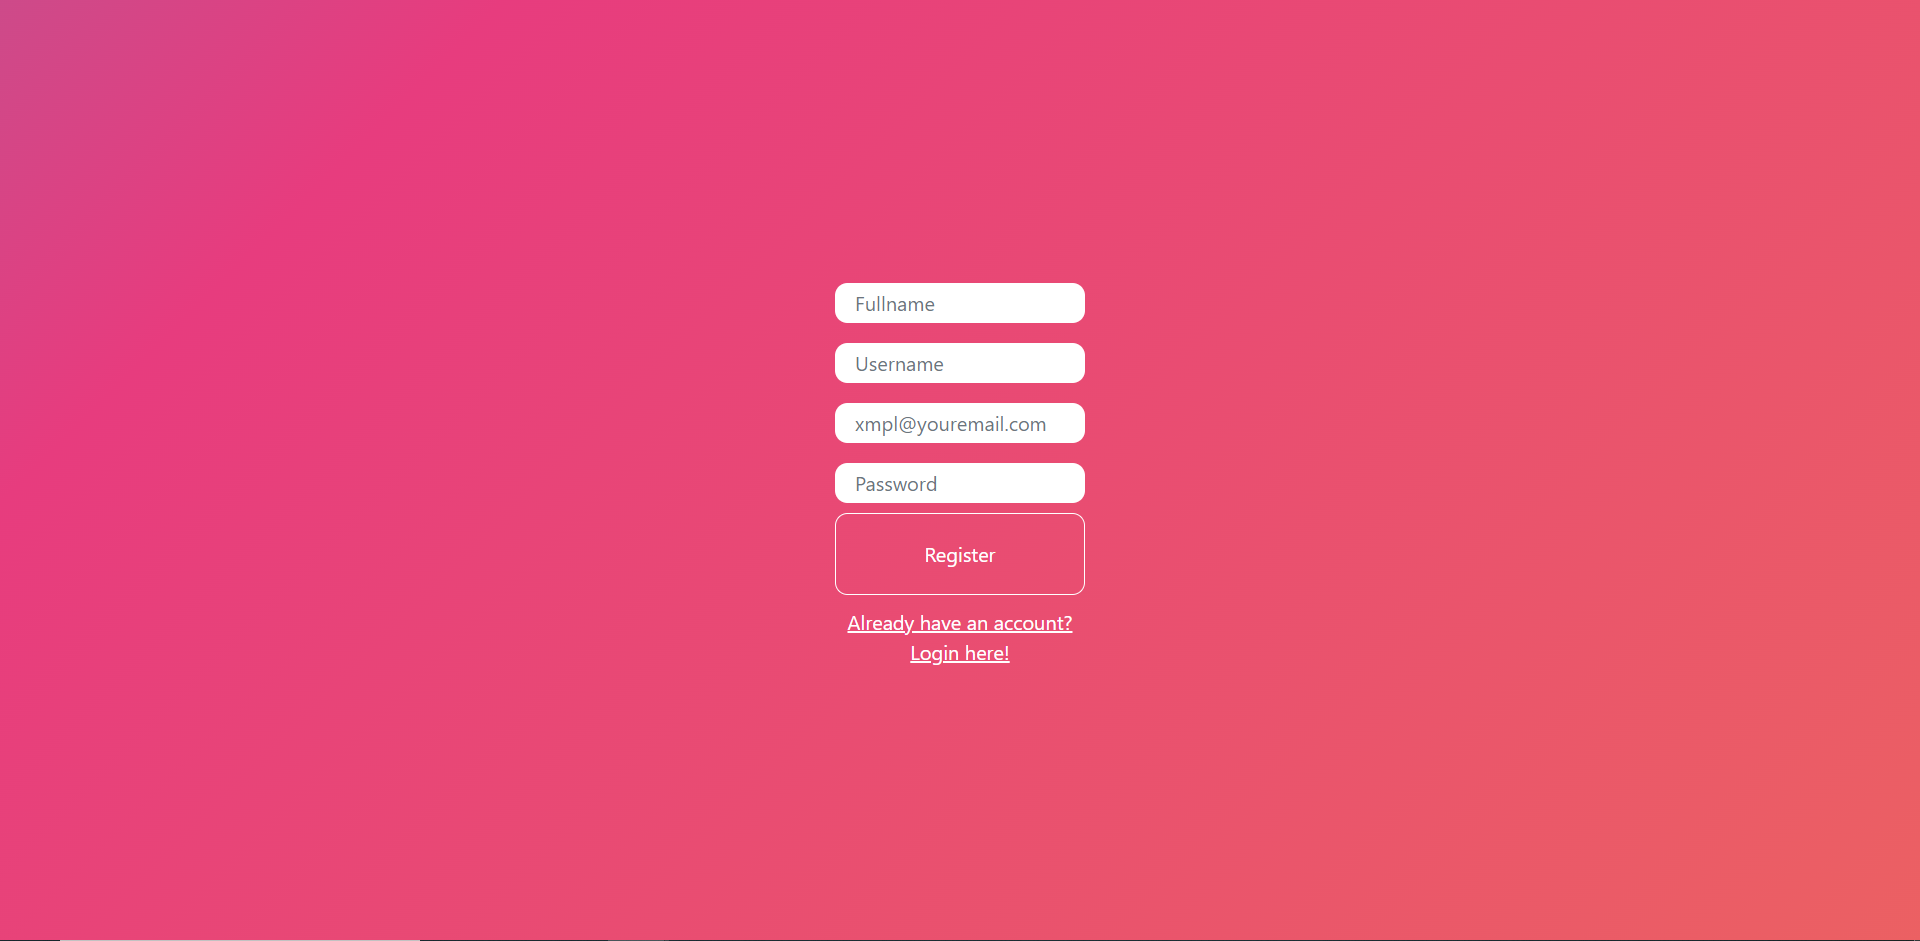 Fullname
Username
xmpl@youremail.com
Password
Register
Already have an account?
Login here!